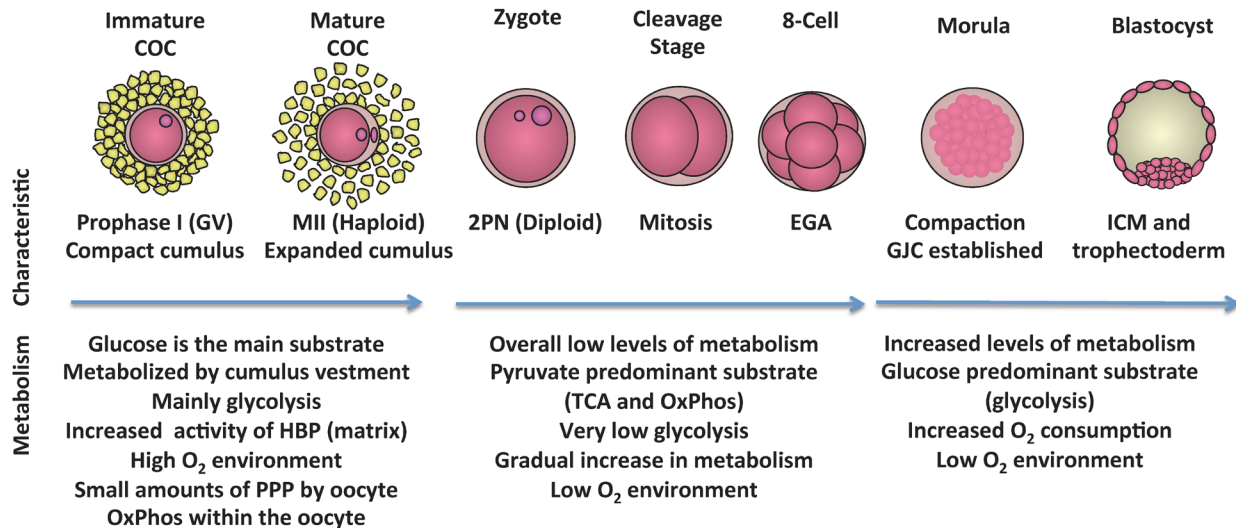 Immature
COC
Mature
COC
Zygote
Cleavage
Stage
8-Cell
Morula
Blastocyst
Characteristic
Prophase I (GV)
Compact cumulus
MII (Haploid)
Expanded cumulus
2PN (Diploid)
Mitosis
EGA
Compaction
GJC established
ICM and
trophectoderm
Metabolism
Glucose is the main substrate
Metabolized by cumulus vestment
Mainly glycolysis
Increased activity of HBP (matrix)
High O₂ environment
Small amounts of PPP by oocyte
OxPhos within the oocyte
Overall low levels of metabolism
Pyruvate predominant substrate
(TCA and OxPhos)
Very low glycolysis
Gradual increase in metabolism
Low O₂ environment
Increased levels of metabolism
Glucose predominant substrate
(glycolysis)
Increased O₂ consumption
Low O₂ environment